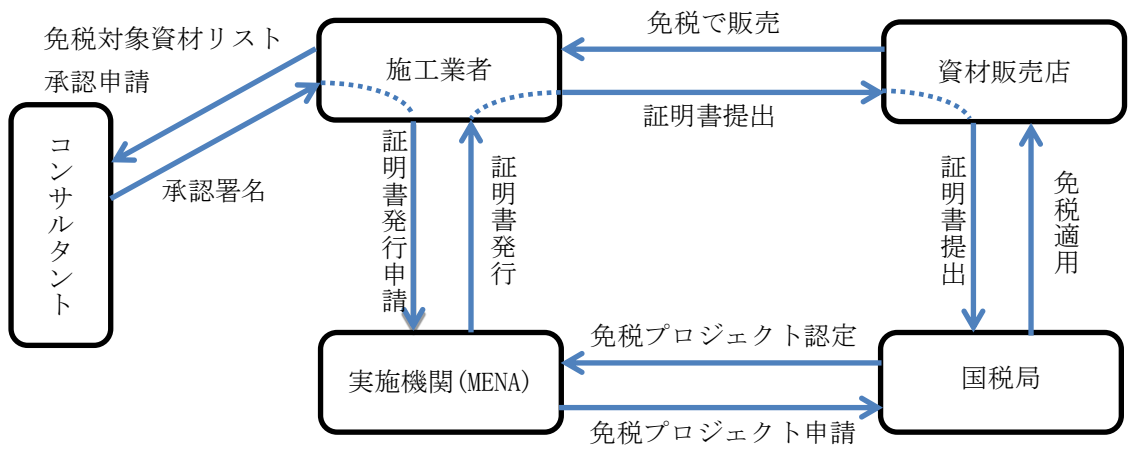 免税対象資材リスト
承認申請
施工業者
免税で販売
資材販売店
証明書提出
コンサルタント
承認署名
証明書発行申請
証明書発行
証明書提出
免税適用
免税プロジェクト認定
実施機関(MENA)
国税局
免税プロジェクト申請